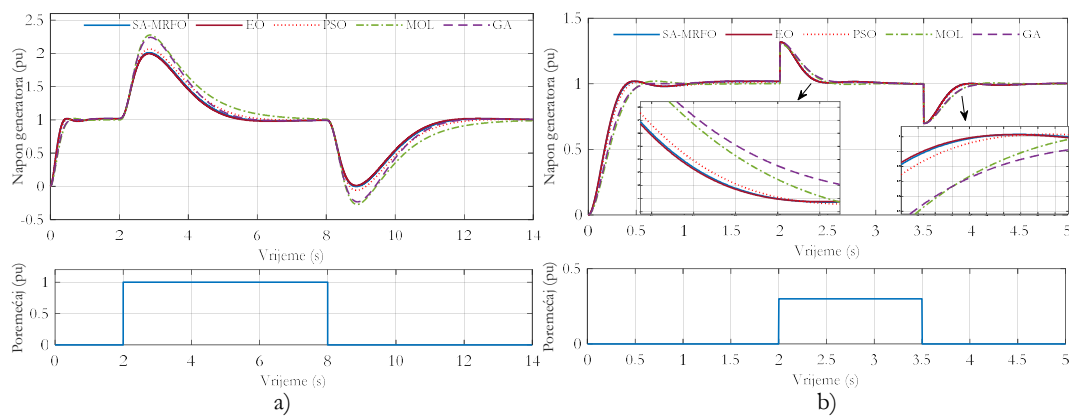 SA-MRFO EO PSO MOL GA
Napon generatora (pu)
2.5
2
1.5
1
0.5
0
-0.5
0 2 4 6 8 10 12 14
Vrijeme (s)
Poremećaj (pu)
1
0.5
0
0 2 4 6 8 10 12 14
Vrijeme (s)
a)
SA-MRFO EO PSO MOL GA
Napon generatora (pu)
1.5
1
0.5
0
0 0.5 1 1.5 2 2.5 3 3.5 4 4.5 5
Vrijeme (s)
Poremećaj (pu)
0.5
0
0 0.5 1 1.5 2 2.5 3 3.5 4 4.5 5
Vrijeme (s)
b)